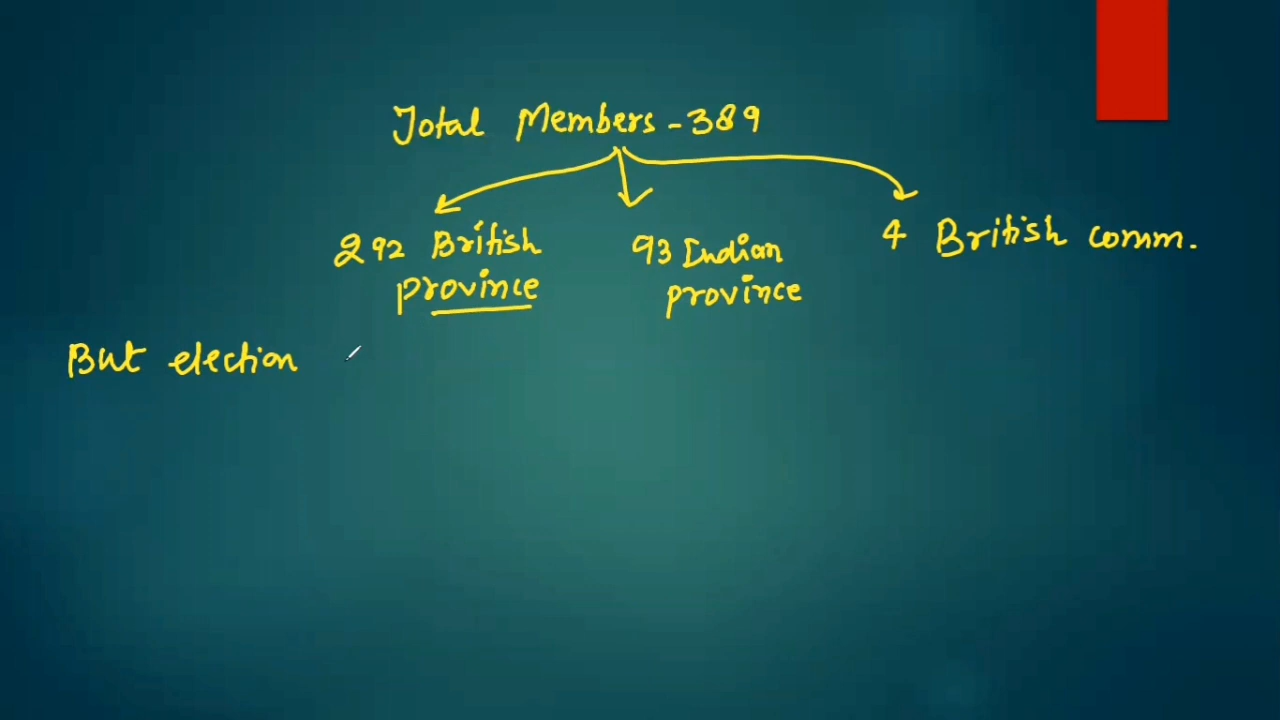 Total Members - 389
292 British province
93 Indian province
4 British comm.
But election